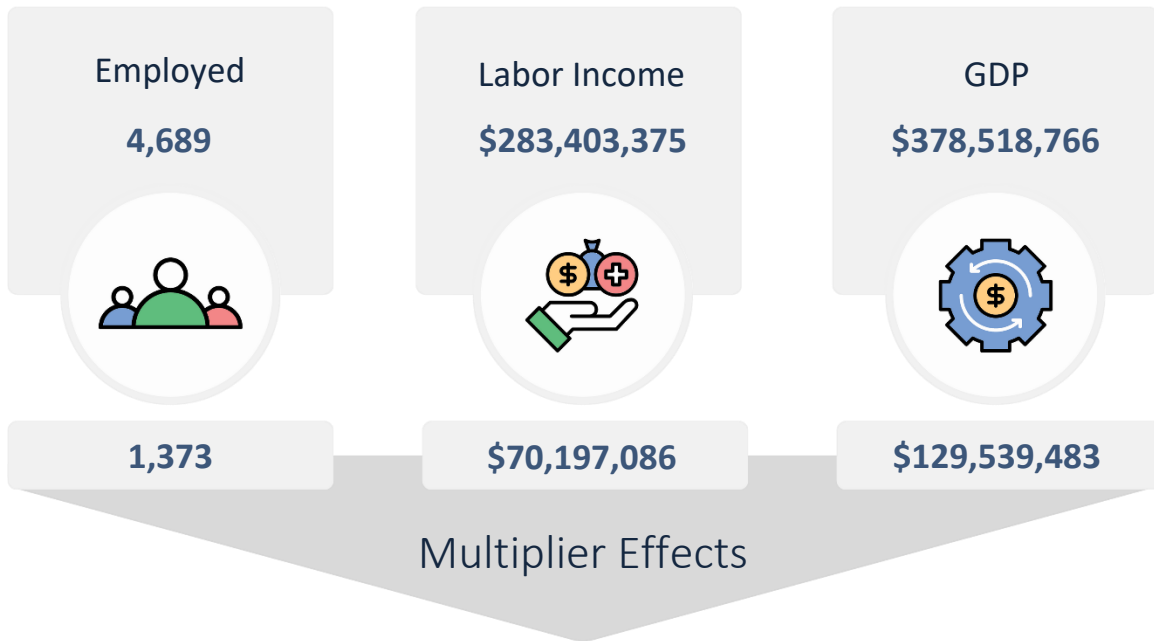 Employed
4,689
Labor Income
$283,403,375
GDP
$378,518,766
1,373
$70,197,086
$129,539,483
Multiplier Effects